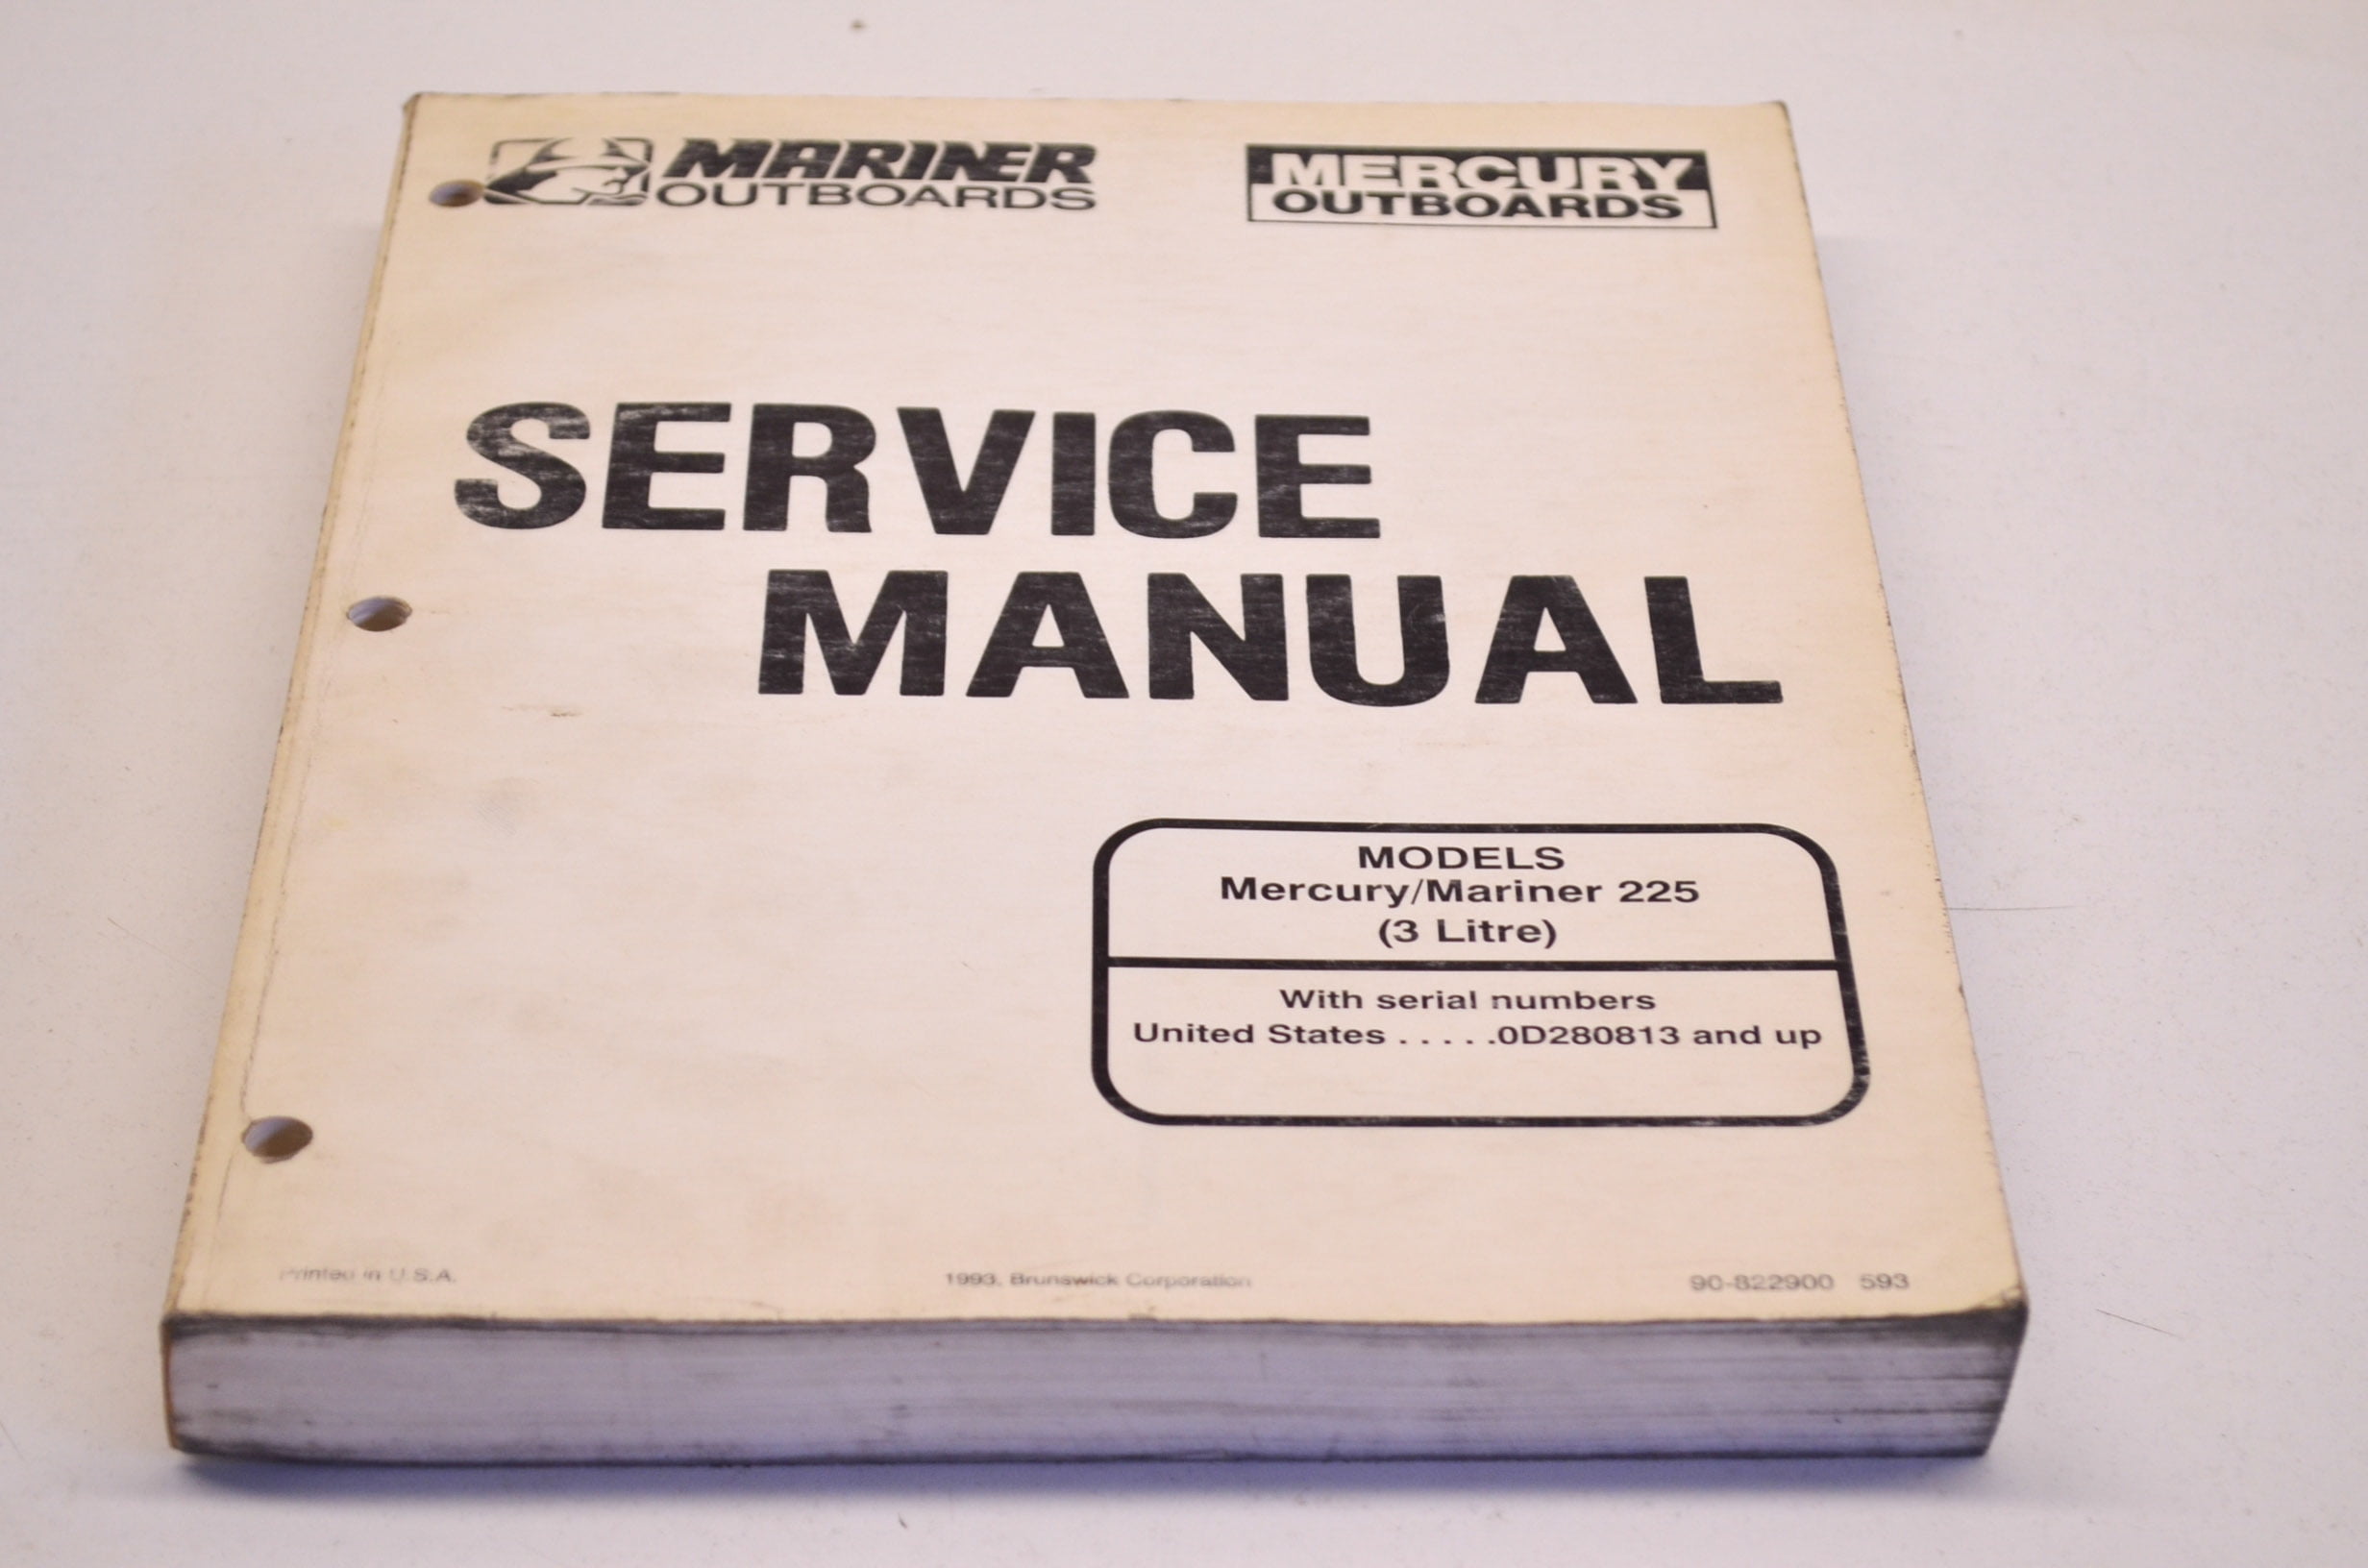 MARINER
OUTBOARDS
MERCURY
OUTBOARDS
SERVICE
MANUAL
MODELS
Mercury/Mariner 225
(3 Litre)
With serial numbers
United States . . . . .0D280813 and up
Printed in U.S.A.
1993, Brunswick Corporation
90-822900 593